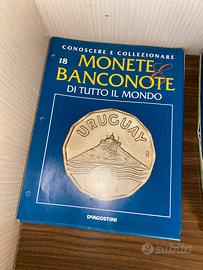 CONOSCERE E COLLEZIONARE
18
MONETE &
BANCONOTE
DI TUTTO IL MONDO
URUGUAY
DEAGOSTINI
subito